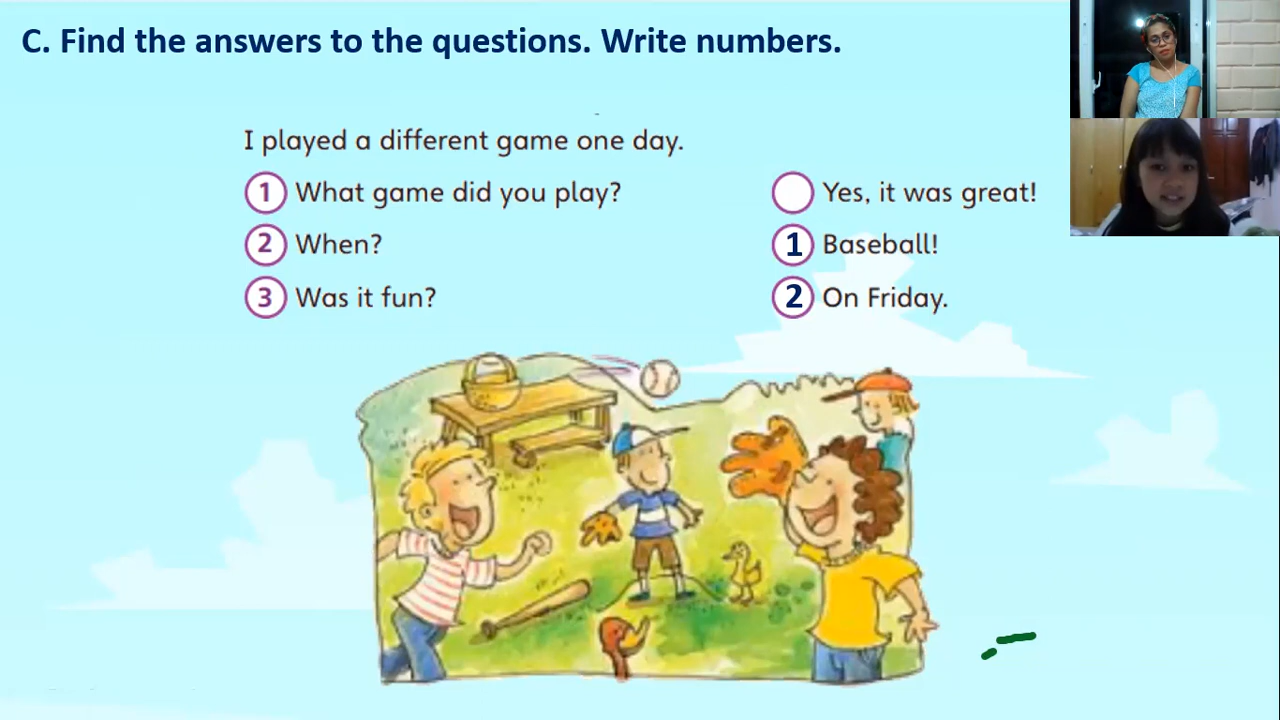 C. Find the answers to the questions. Write numbers.
I played a different game one day.
1 What game did you play?
Yes, it was great!
2 When?
1 Baseball!
3 Was it fun?
2 On Friday.